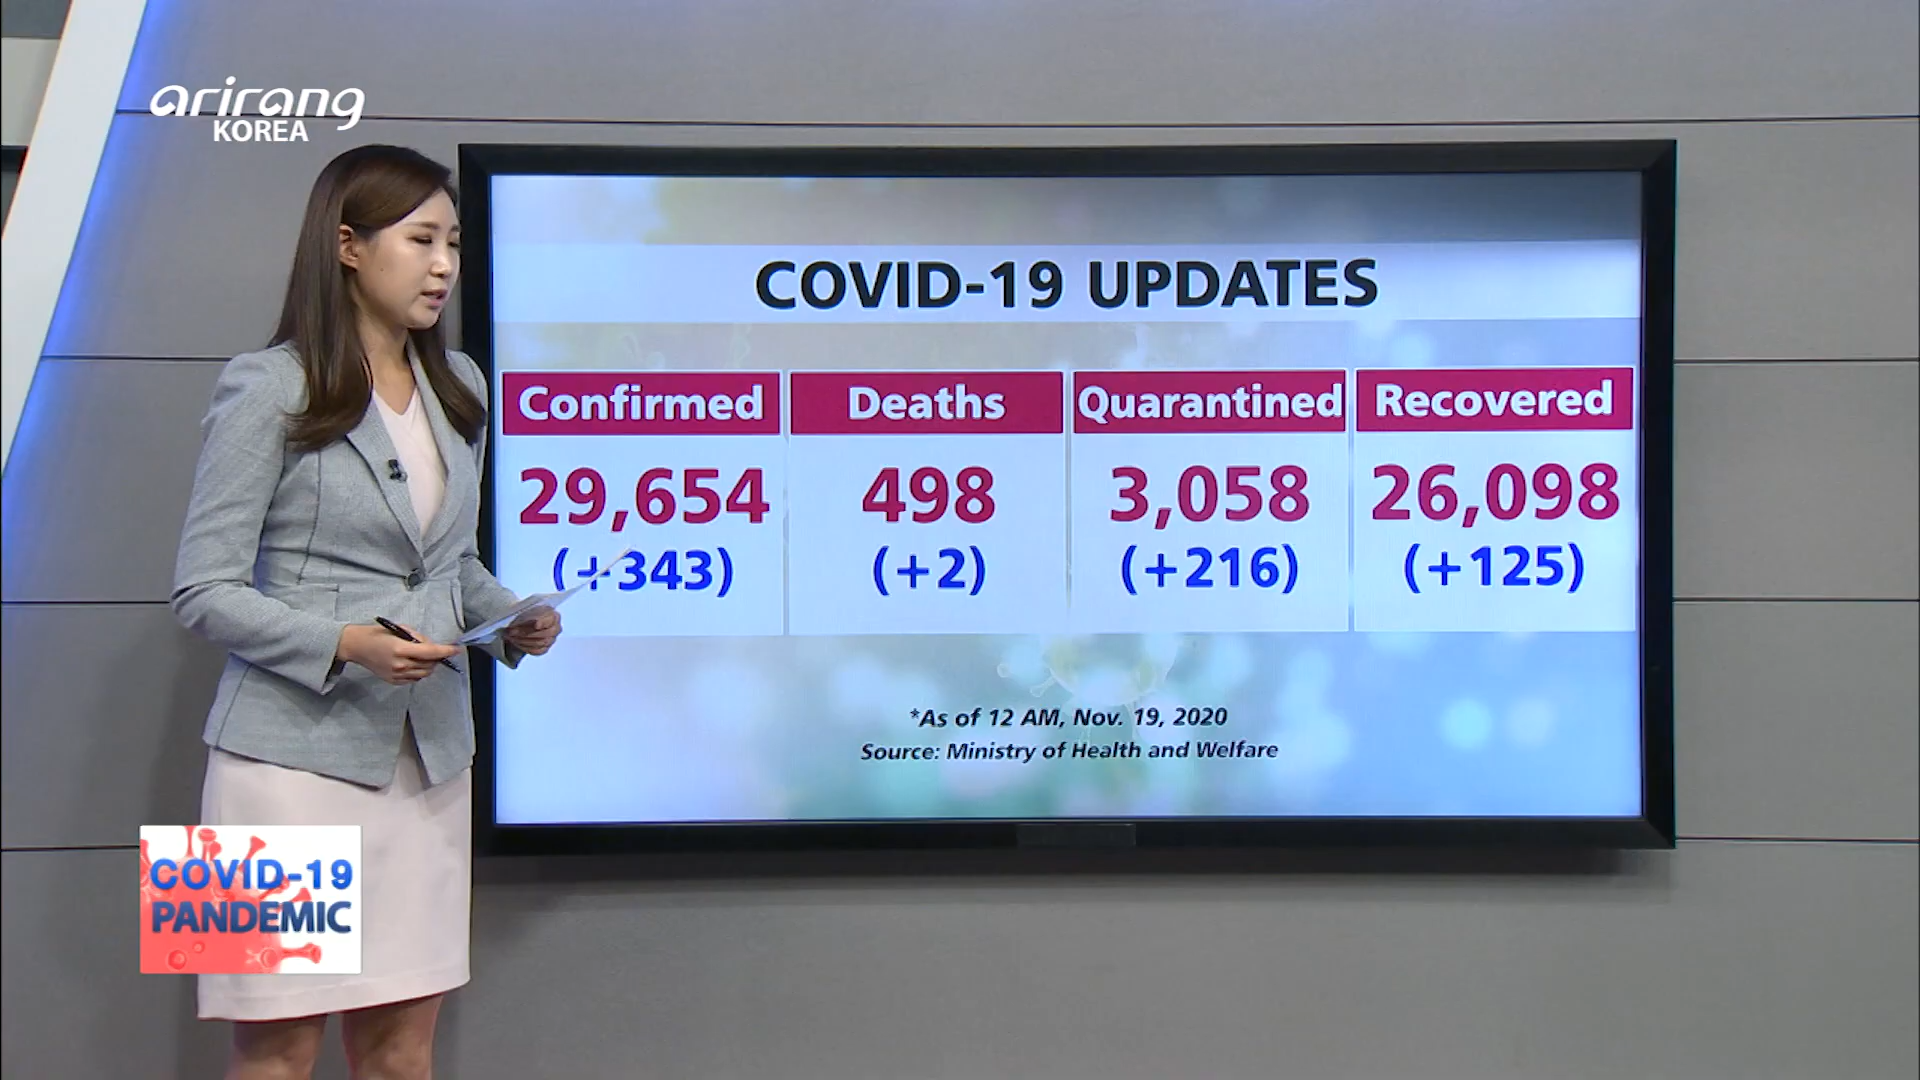 arirang
KOREA
COVID-19 UPDATES
Confirmed Deaths Quarantined Recovered
29,654 498 3,058 26,098
(+343) (+2) (+216) (+125)
*As of 12 AM, Nov. 19, 2020
Source: Ministry of Health and Welfare
COVID-19
PANDEMIC